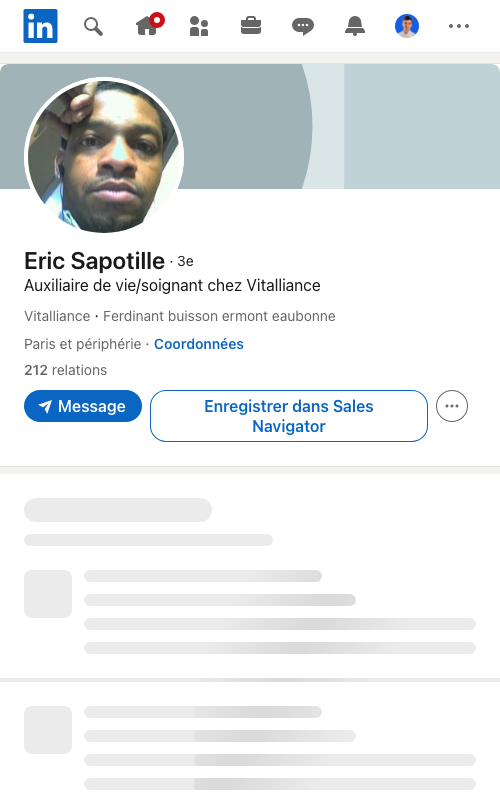 in
Eric Sapotille · 3e
Auxiliaire de vie/soignant chez Vitalliance
Vitalliance · Ferdinant buisson ermont eaubonne
Paris et périphérie · Coordonnées
212 relations
Message
Enregistrer dans Sales
Navigator